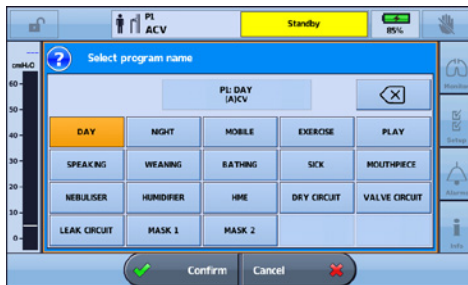 P1
ACV
Standby
85%
cmH₂O
60
50
40
30
20
10
0
Select program name
P1: DAY
(A)CV
DAY NIGHT MOBILE EXERCISE PLAY
SPEAKING WEANING BATHING SICK MOUTHPIECE
NEBULISER HUMIDIFIER HME DRY CIRCUIT VALVE CIRCUIT
LEAK CIRCUIT MASK 1 MASK 2
Monitor
Setup
Alarms
Info
Confirm Cancel